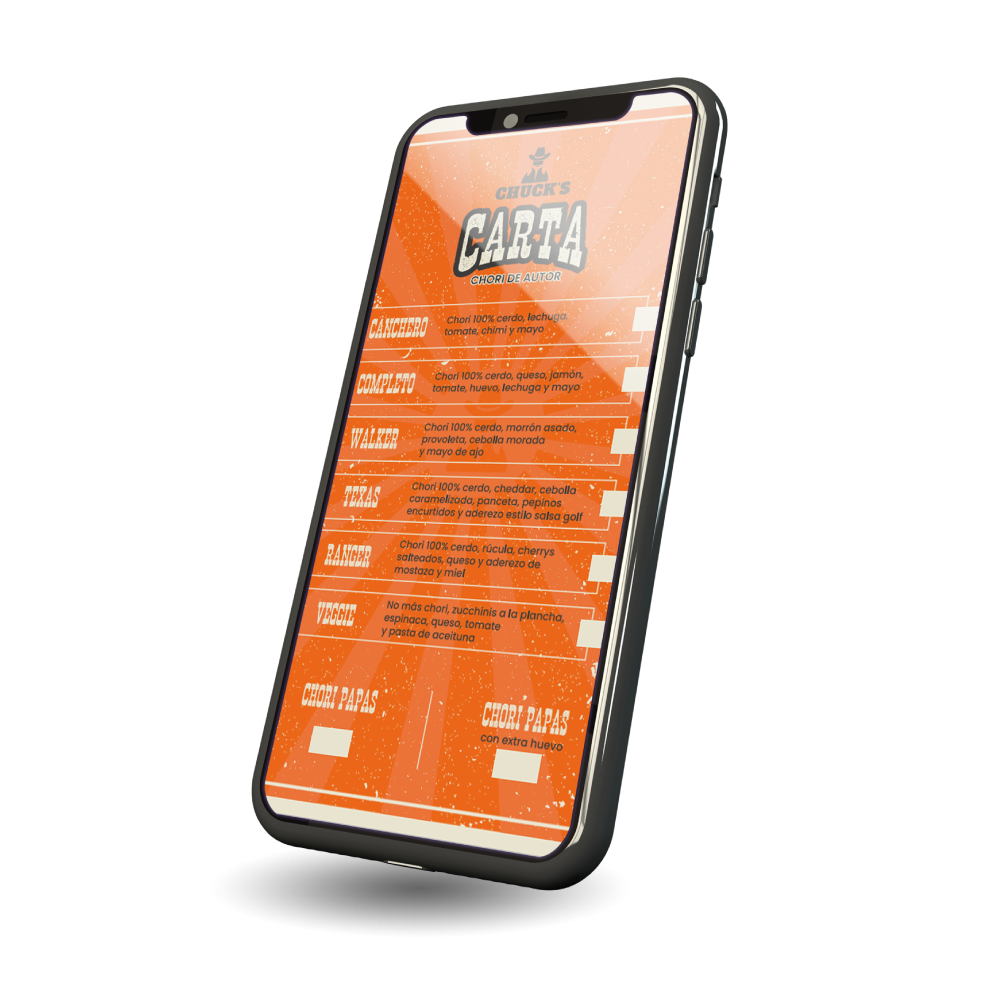 CHUCK'S
CARTA
CHORI DE AUTOR
CANCHERO
Chori 100% cerdo, lechuga,
tomate, chimi y mayo
COMPLETO
Chori 100% cerdo, queso, jamón,
tomate, huevo, lechuga y mayo
WALKER
Chori 100% cerdo, morrón asado,
provoleta, cebolla morada
y mayo de ajo
TEXAS
Chori 100% cerdo, cheddar, cebolla
caramelizada, panceta, pepinos
encurtidos y aderezo estilo salsa golf
RANGER
Chori 100% cerdo, rúcula, cherrys
salteados, queso y aderezo de
mostaza y miel
VEGGIE
No más chori, zucchinis a la plancha,
espinaca, queso, tomate
y pasta de aceituna
CHORI PAPAS
CHORI PAPAS
con extra huevo